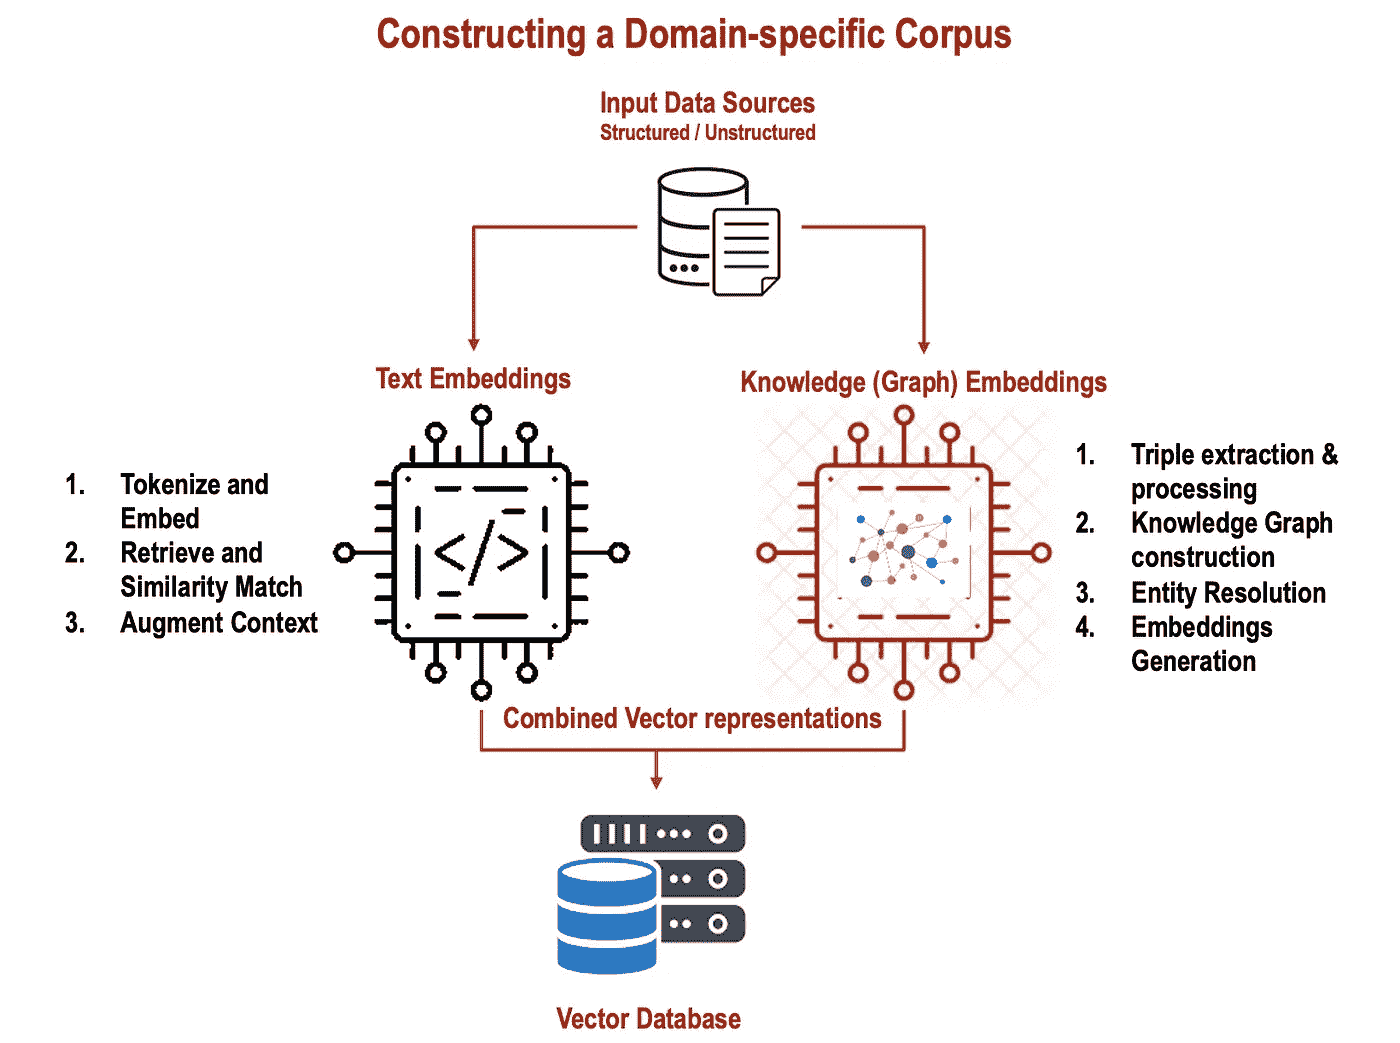 Constructing a Domain-specific Corpus
Input Data Sources
Structured / Unstructured
Text Embeddings
Knowledge (Graph) Embeddings
1. Tokenize and
Embed
2. Retrieve and
Similarity Match
3. Augment Context
</>
1. Triple extraction &
processing
2. Knowledge Graph
construction
3. Entity Resolution
4. Embeddings
Generation
Combined Vector representations
Vector Database